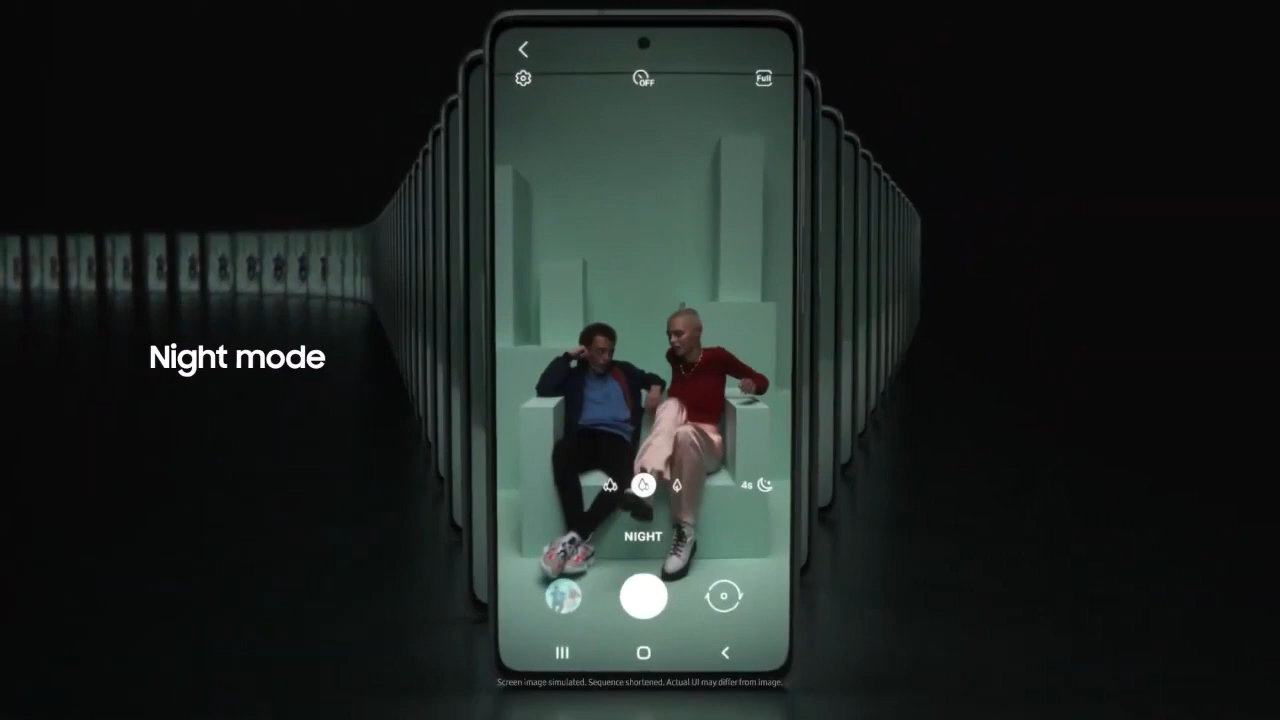 OFF
Full
Night mode
4s
NIGHT
Screen image simulated. Sequence shortened. Actual UI may differ from image.